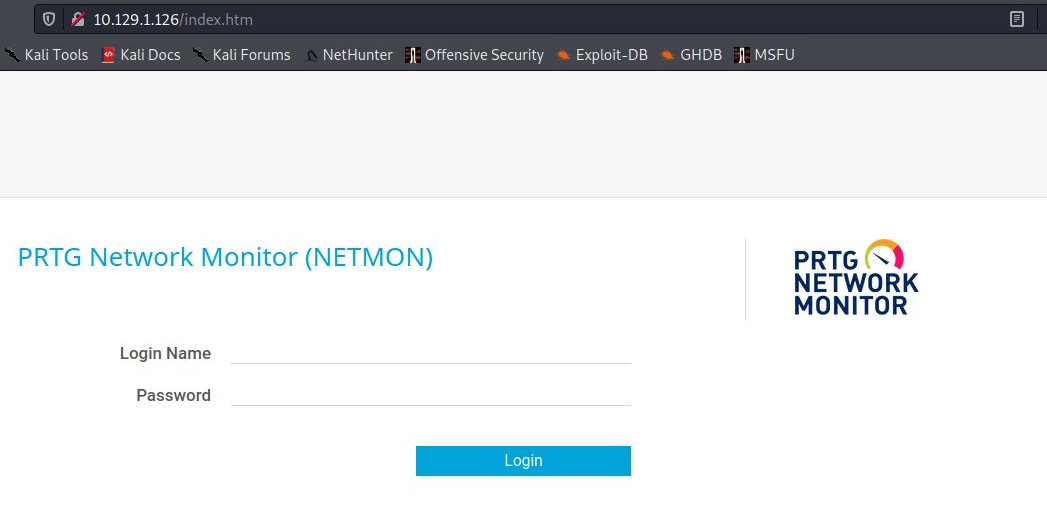 10.129.1.126/index.htm
Kali Tools Kali Docs Kali Forums NetHunter Offensive Security Exploit-DB GHDB MSFU
PRTG Network Monitor (NETMON)
PRTG
NETWORK
MONITOR
Login Name
Password
Login